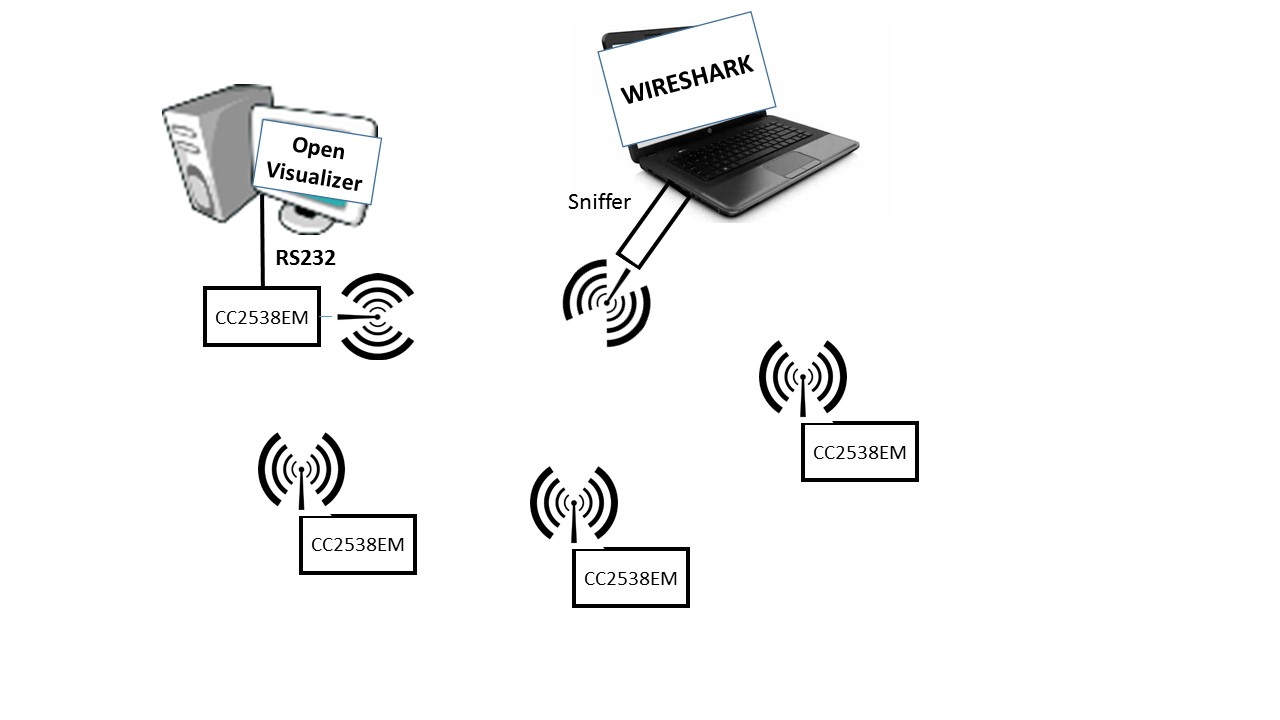 WIRESHARK
Open
Visualizer
Sniffer
RS232
CC2538EM
CC2538EM
CC2538EM
CC2538EM